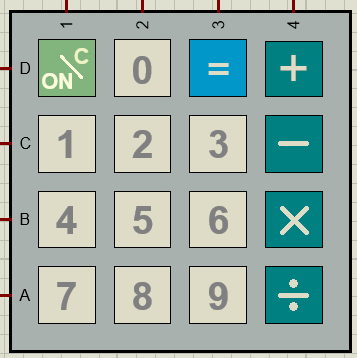 1 2 3 4
D ON/C 0 = +
C 1 2 3 −
B 4 5 6 ×
A 7 8 9 ÷